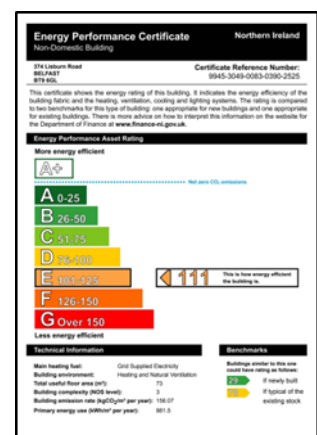 Energy Performance Certificate
Northern Ireland
Non-Domestic Building
374 Lisburn Road
BELFAST
BT9 6GL
Certificate Reference Number:
9945-3049-0083-0390-2525
This certificate shows the energy rating of this building. It indicates the energy efficiency of the
building fabric and the heating, ventilation, cooling and lighting systems. The rating is compared
to two benchmarks for this type of building: one appropriate for new buildings and one appropriate
for existing buildings. There is more advice on how to interpret this information on the website for
the Department of Finance at www.finance-ni.gov.uk.
Energy Performance Asset Rating
More energy efficient
A+
Net zero CO₂ emissions
A 0-25
B 26-50
C 51-75
D 76-100
E 101-125
111
This is how energy efficient
the building is.
F 126-150
G Over 150
Less energy efficient
Technical Information
Main heating fuel: Grid Supplied Electricity
Building environment: Heating and Natural Ventilation
Total useful floor area (m²): 73
Building complexity (NOS level): 3
Building emission rate (kgCO₂/m² per year): 158.07
Primary energy use (kWh/m² per year): 881.5
Benchmarks
Buildings similar to this one
could have rating as follows:
29 If newly built
If typical of the
existing stock